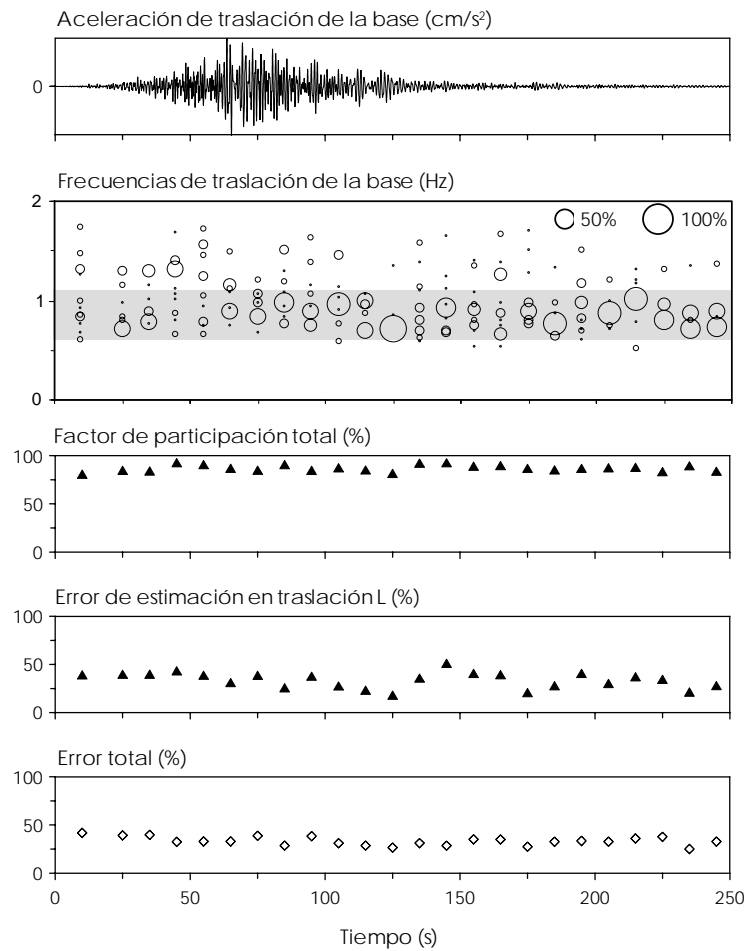 Aceleración de traslación de la base (cm/s²)
0
Frecuencias de traslación de la base (Hz)
2
50%
100%
1
0
Factor de participación total (%)
100
50
0
Error de estimación en traslación L (%)
100
50
0
Error total (%)
100
50
0
0 50 100 150 200 250
Tiempo (s)